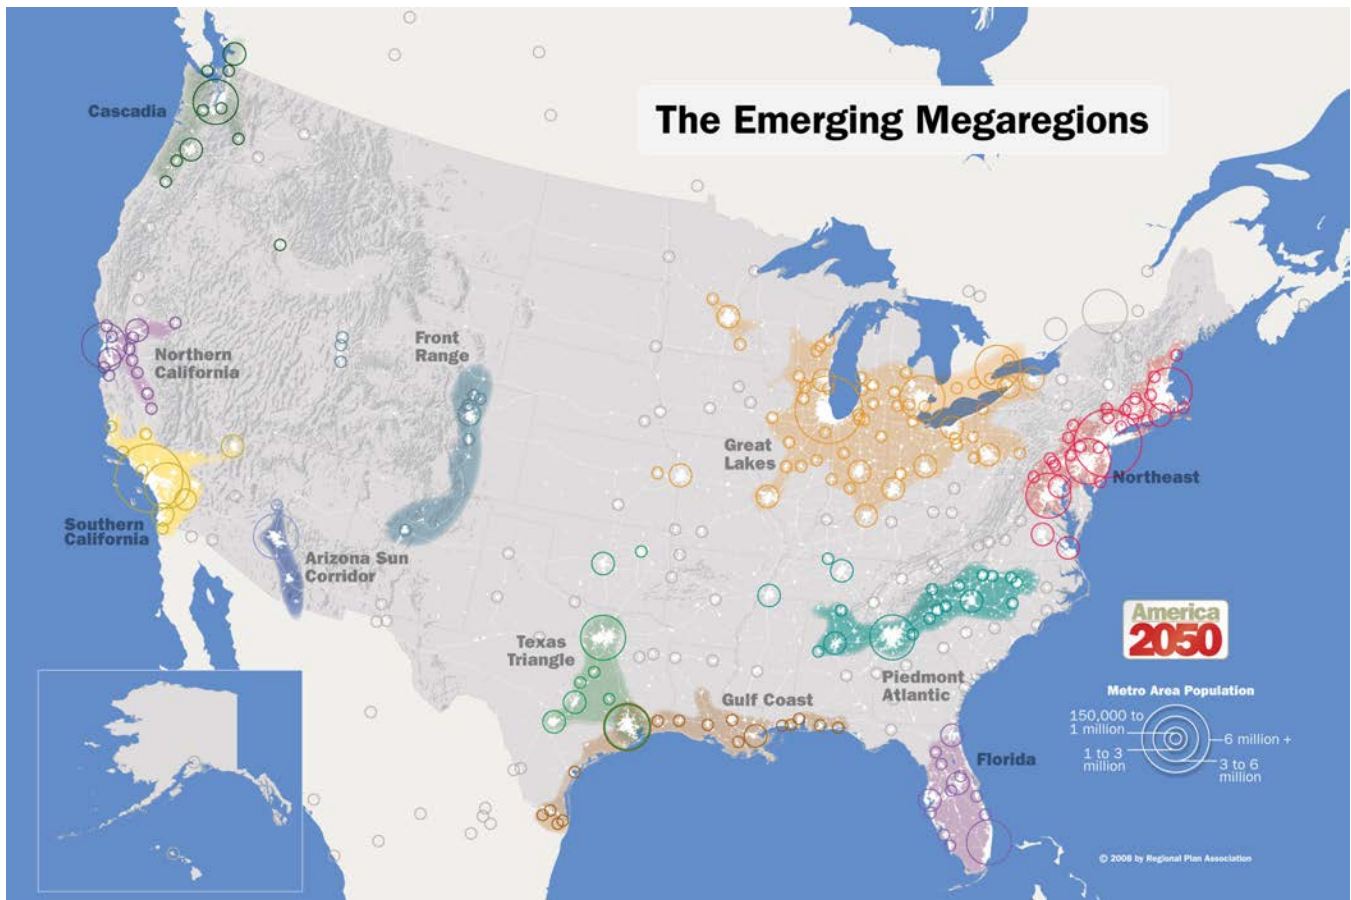 The Emerging Megaregions
Cascadia
Front
Range
Northern
California
Great
Lakes
Northeast
Southern
California
Arizona Sun
Corridor
Texas
Triangle
Piedmont
Atlantic
Gulf Coast
Florida
America
2050
Metro Area Population
150,000 to
1 million
1 to 3
million
6 million +
3 to 6
million
© 2008 by Regional Plan Association